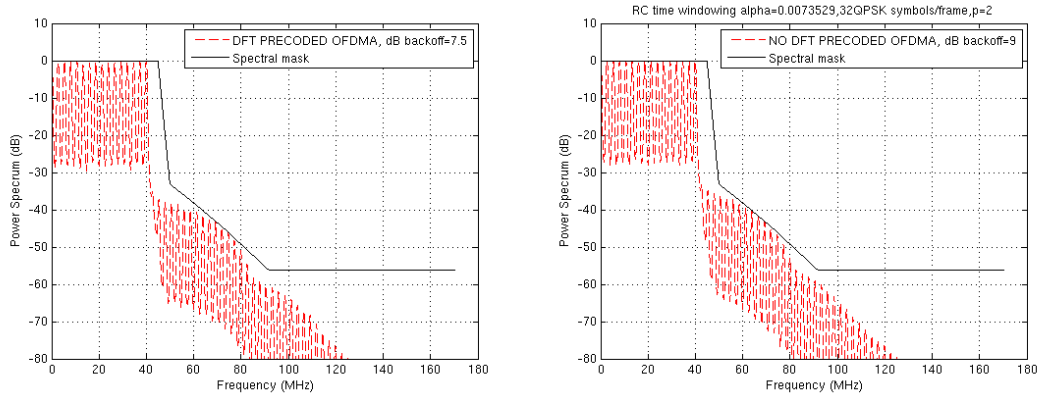 DFT PRECODED OFDMA, dB backoff=7.5
Spectral mask
10
0
-10
-20
-30
-40
-50
-60
-70
-80
Power Specrum (dB)
0 20 40 60 80 100 120 140 160 180
Frequency (MHz)
RC time windowing alpha=0.0073529,32QPSK symbols/frame,p=2
NO DFT PRECODED OFDMA, dB backoff=9
Spectral mask
10
0
-10
-20
-30
-40
-50
-60
-70
-80
Power Specrum (dB)
0 20 40 60 80 100 120 140 160 180
Frequency (MHz)